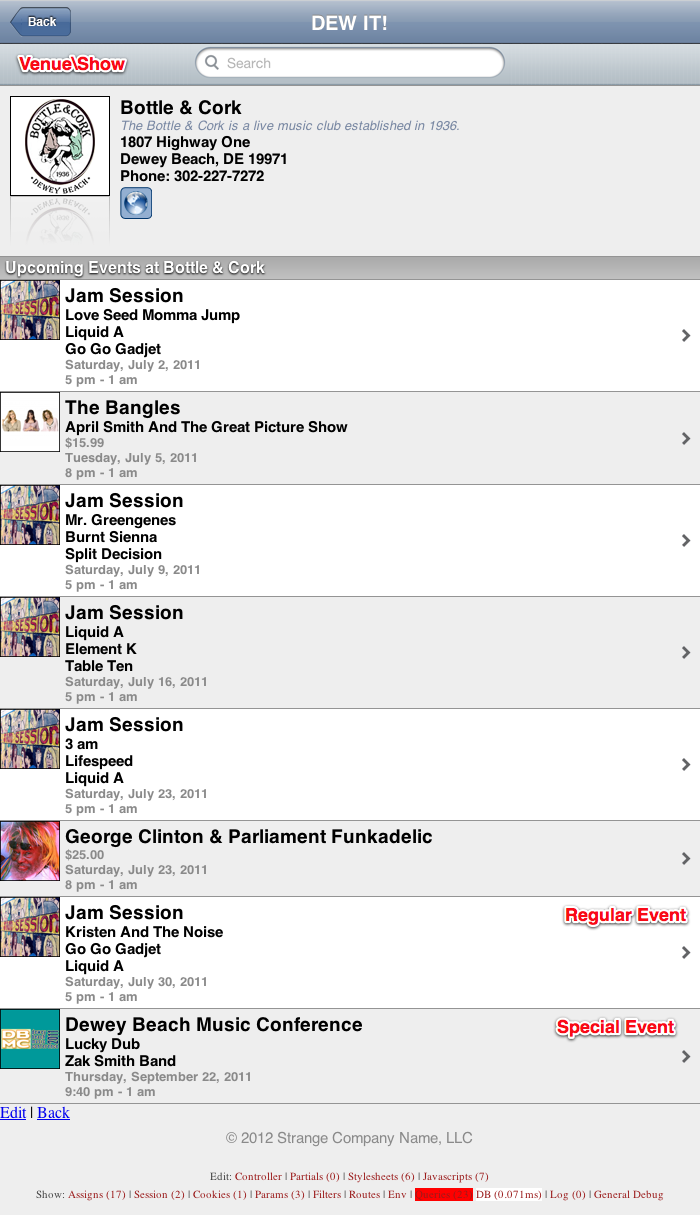 Back
DEW IT!
Venue\Show
Search
BOTTLE & CORK
1936
• DEWEY BEACH •
Bottle & Cork
The Bottle & Cork is a live music club established in 1936.
1807 Highway One
Dewey Beach, DE 19971
Phone: 302-227-7272
Upcoming Events at Bottle & Cork
Jam Session
Love Seed Momma Jump
Liquid A
Go Go Gadjet
Saturday, July 2, 2011
5 pm - 1 am
The Bangles
April Smith And The Great Picture Show
$15.99
Tuesday, July 5, 2011
8 pm - 1 am
Jam Session
Mr. Greengenes
Burnt Sienna
Split Decision
Saturday, July 9, 2011
5 pm - 1 am
Jam Session
Liquid A
Element K
Table Ten
Saturday, July 16, 2011
5 pm - 1 am
Jam Session
3 am
Lifespeed
Liquid A
Saturday, July 23, 2011
5 pm - 1 am
George Clinton & Parliament Funkadelic
$25.00
Saturday, July 23, 2011
8 pm - 1 am
Jam Session
Regular Event
Kristen And The Noise
Go Go Gadjet
Liquid A
Saturday, July 30, 2011
5 pm - 1 am
DBMC
Dewey Beach Music Conference
Special Event
Lucky Dub
Zak Smith Band
Thursday, September 22, 2011
9:40 pm - 1 am
Edit | Back
© 2012 Strange Company Name, LLC
Edit: Controller | Partials (0) | Stylesheets (6) | Javascripts (7)
Show: Assigns (17) | Session (2) | Cookies (1) | Params (3) | Filters | Routes | Env | DB (0.071ms) | Log (0) | General Debug